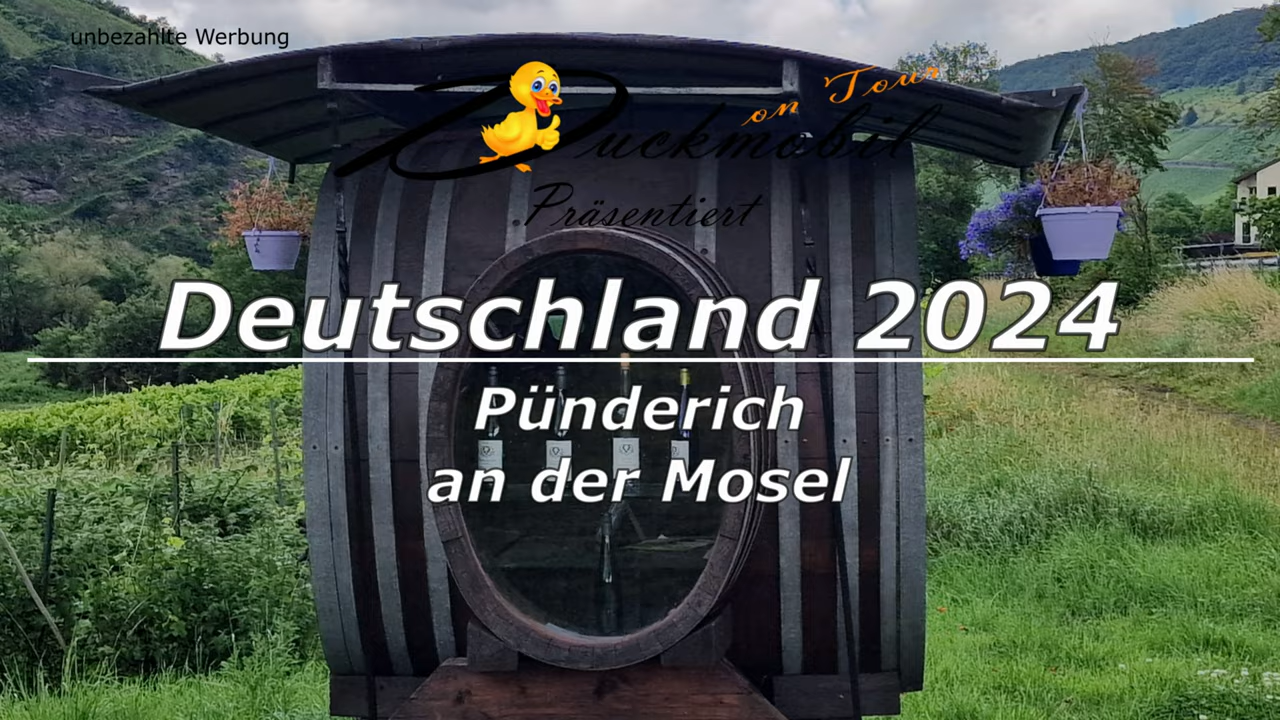 unbezahlte Werbung
on Tour
Duckmobil
Präsentiert
Deutschland 2024
Pünderich
an der Mosel